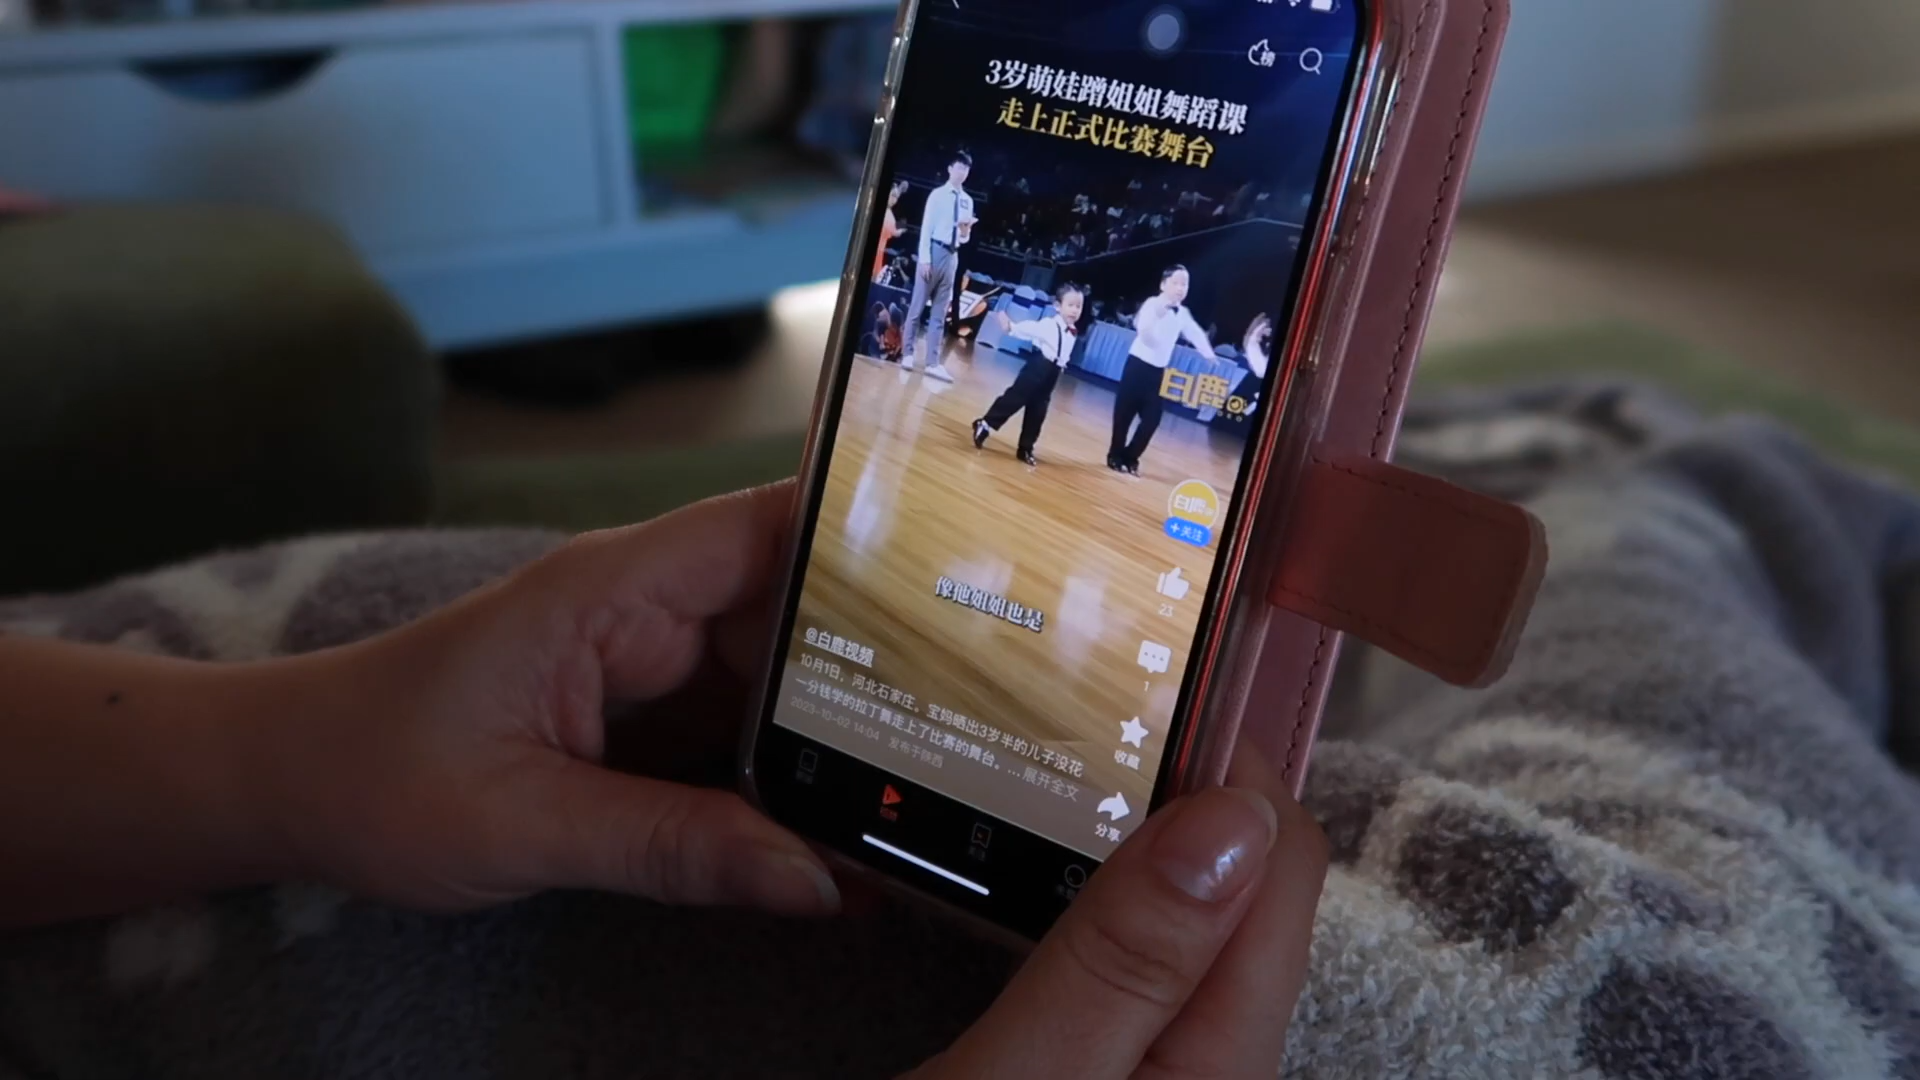 榜
3岁萌娃蹭姐姐舞蹈课
走上正式比赛舞台
白鹿
白鹿
+关注
23
像他姐姐也是
1
@白鹿视频
10月1日，河北石家庄。宝妈晒出3岁半的儿子没花
一分钱学的拉丁舞走上了比赛的舞台。... 展开全文
2023-10-02 14:04 发布于陕西
收藏
分享